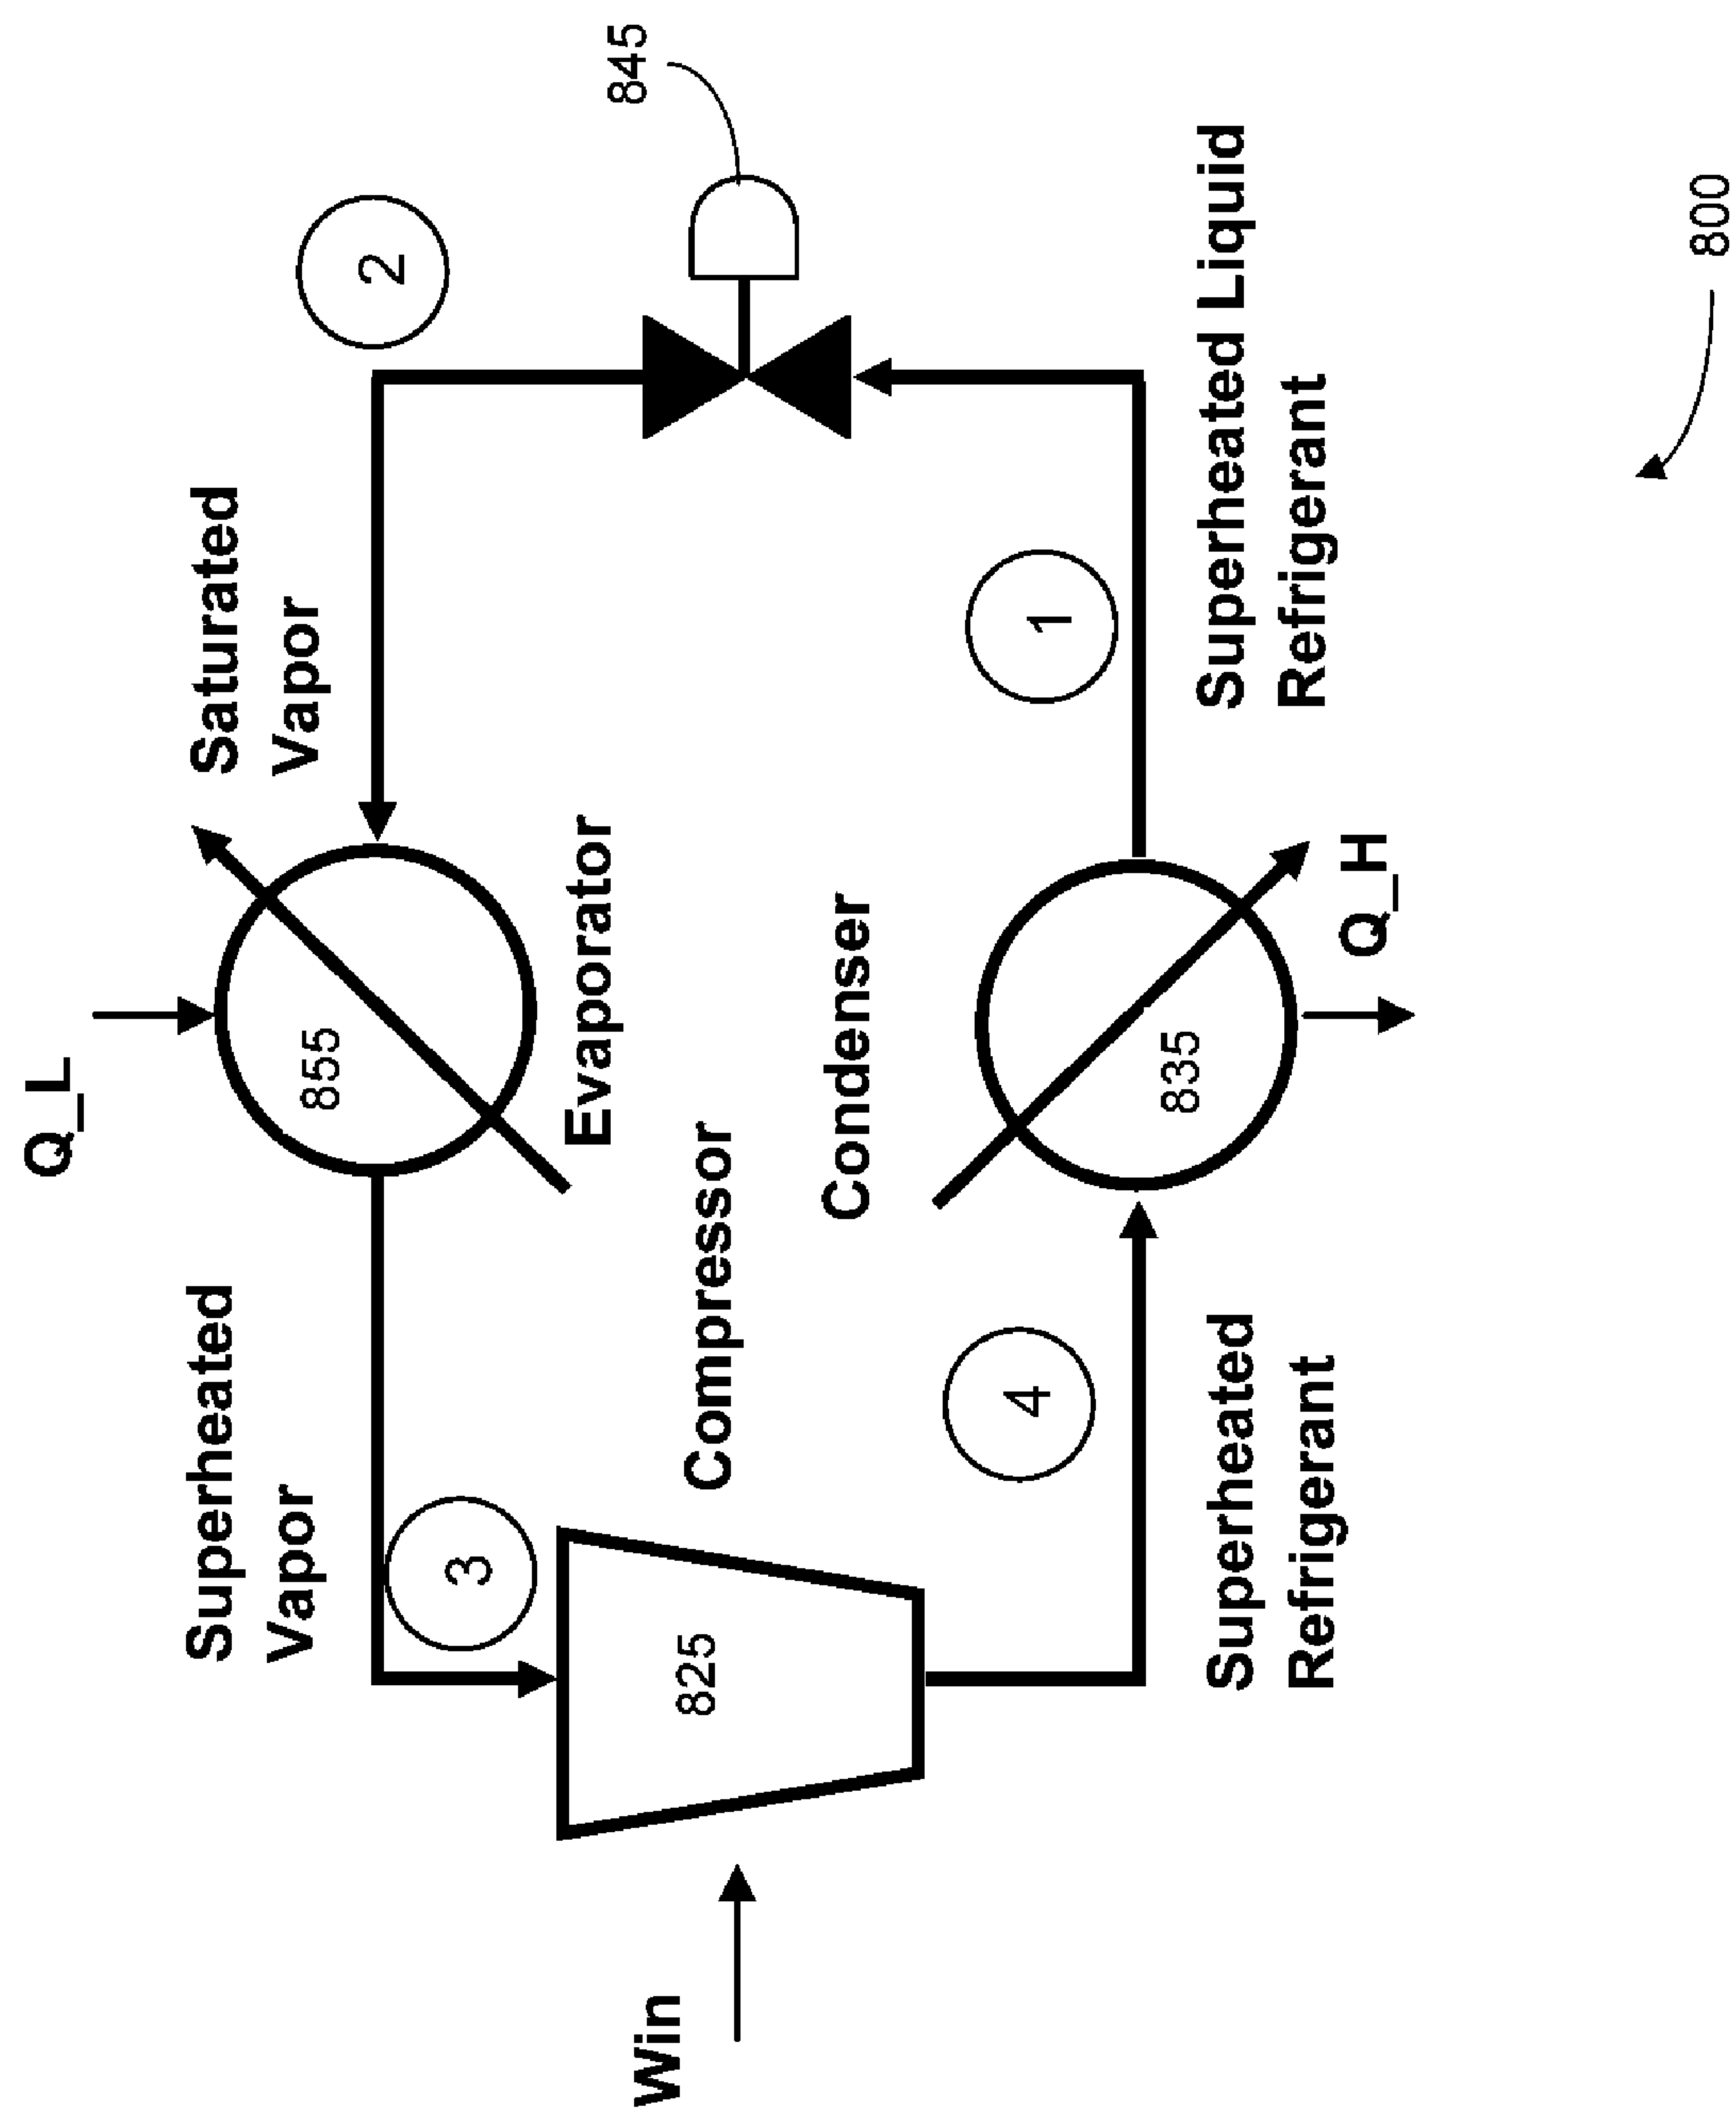 Q_L
Superheated
Vapor
Saturated
Vapor
855
2
3
Evaporator
845
Win
825
Compressor
Condenser
4
1
835
Superheated
Refrigerant
Superheated Liquid
Refrigerant
Q_H
800